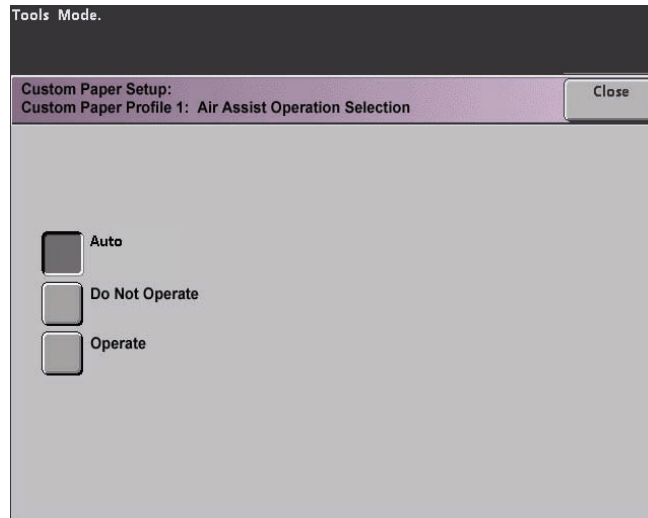 Tools Mode.
Custom Paper Setup:
Custom Paper Profile 1: Air Assist Operation Selection
Close
Auto
Do Not Operate
Operate